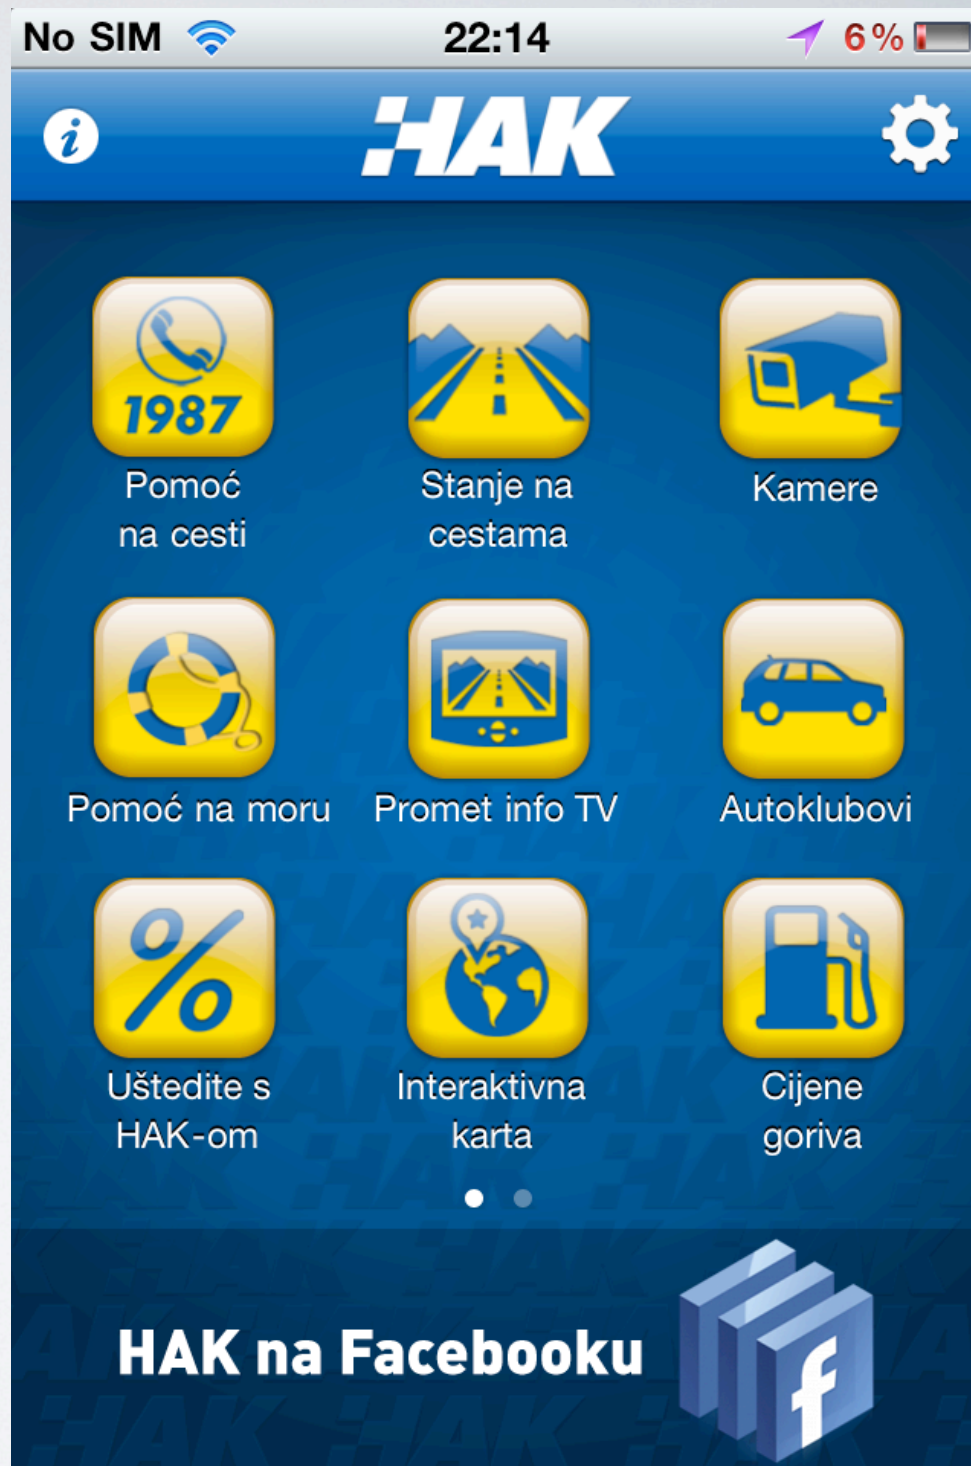 No SIM 22:14 6%
i HAK
1987
Pomoć
na cesti
Stanje na
cestama
Kamere
Pomoć na moru
Promet info TV
Autoklubovi
%
Uštedite s
HAK-om
Interaktivna
karta
Cijene
goriva
HAK na Facebooku
f